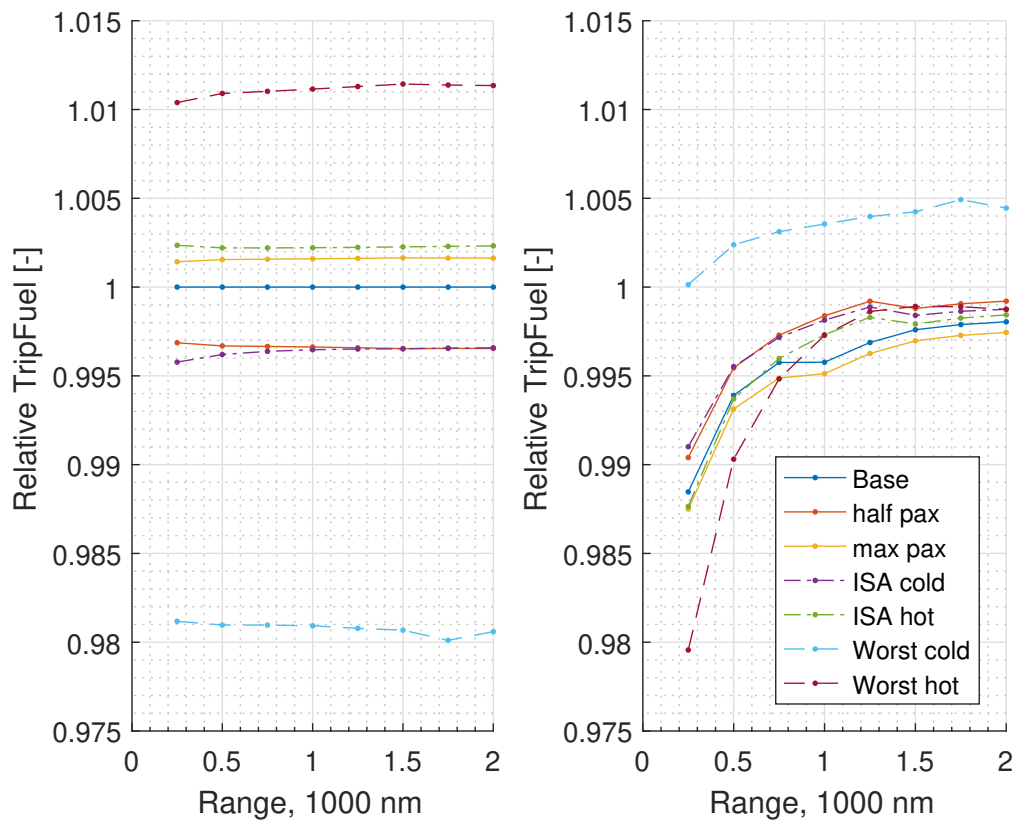 1.015
1.01
1.005
1
0.995
0.99
0.985
0.98
0.975
0
0.5
1
1.5
2
Relative TripFuel [-]
Range, 1000 nm
1.015
1.01
1.005
1
0.995
0.99
0.985
0.98
0.975
0
0.5
1
1.5
2
Relative TripFuel [-]
Range, 1000 nm
Base
half pax
max pax
ISA cold
ISA hot
Worst cold
Worst hot